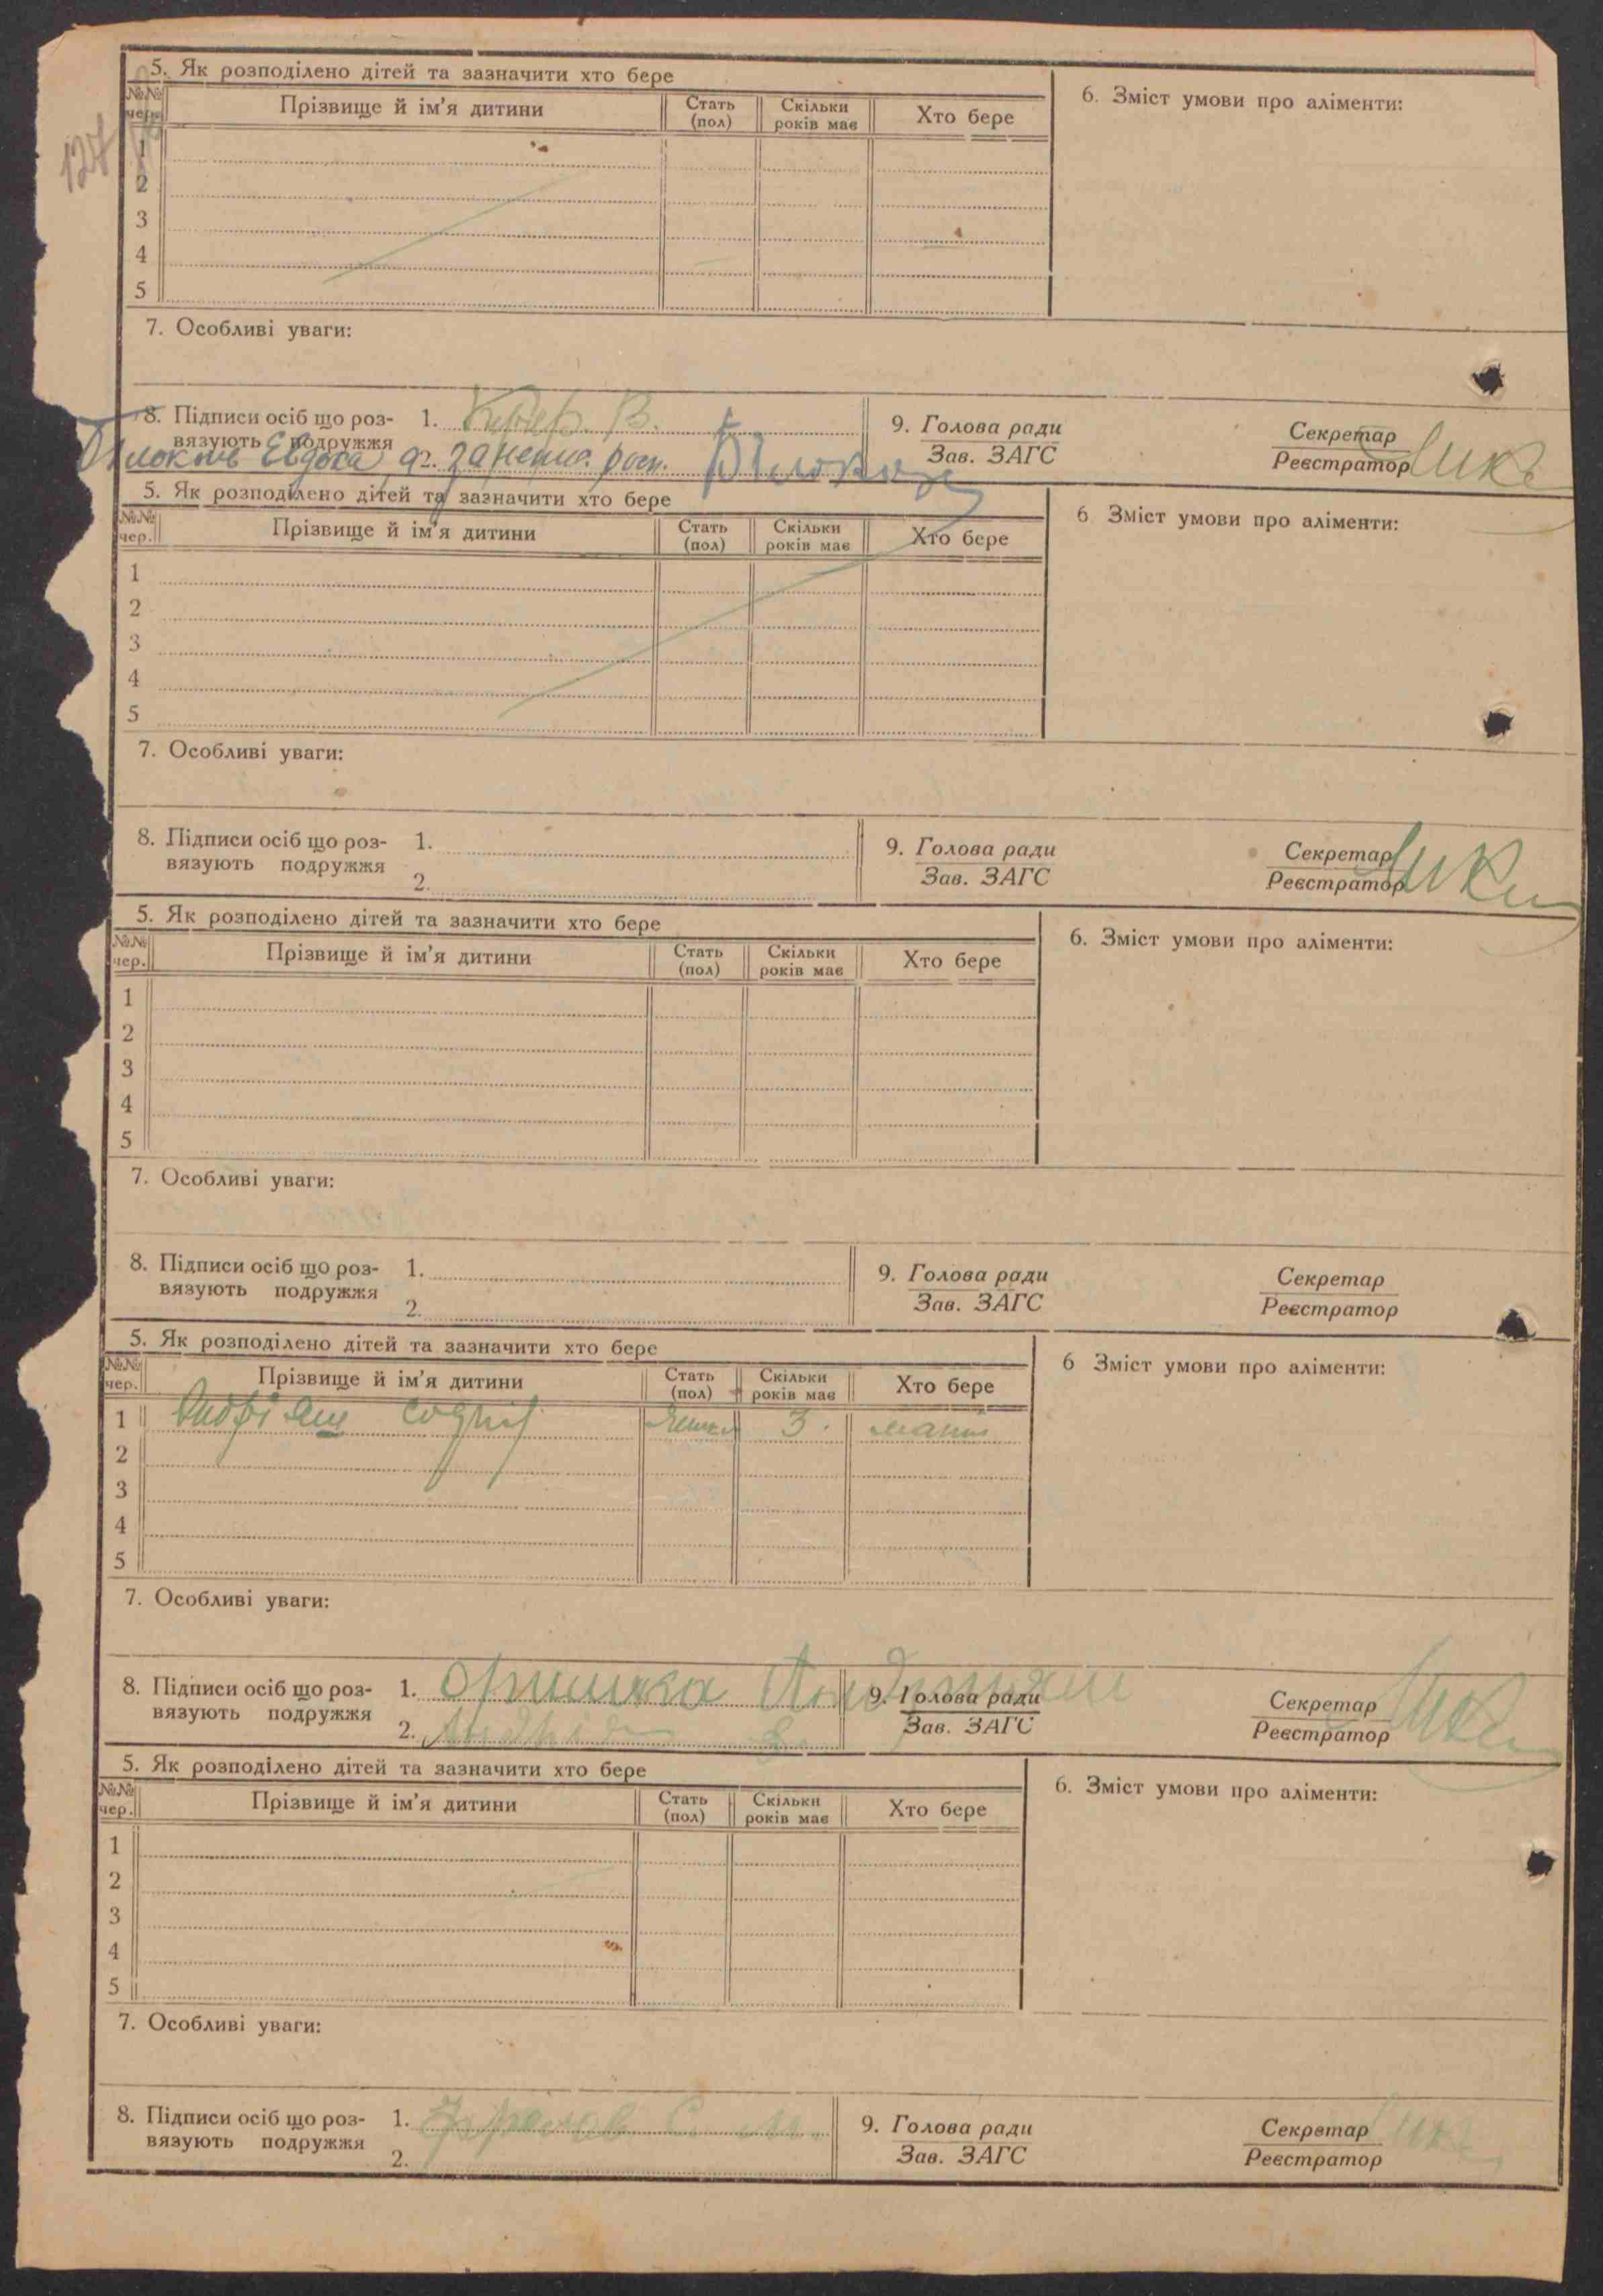 127
5. Як розподілено дітей та зазначити хто бере
№№ чер. Прізвище й ім'я дитини Стать (пол) Скільки років має Хто бере
6. Зміст умови про аліменти:
1
2
3
4
5
7. Особливі уваги:
8. Підписи осіб що роз- 1. В.
вязують подружжя
9. Голова ради Секретар
Зав. ЗАГС Реєстратор
5. Як розподілено дітей та зазначити хто бере
№№ чер. Прізвище й ім'я дитини Стать (пол) Скільки років має Хто бере
6 Зміст умови про аліменти:
1
2
3
4
5
7. Особливі уваги:
8. Підписи осіб що роз- 1.
вязують подружжя 2.
9. Голова ради Секретар
Зав. ЗАГС Реєстратор
5. Як розподілено дітей та зазначити хто бере
№№ чер. Прізвище й ім'я дитини Стать (пол) Скільки років має Хто бере
6. Зміст умови про аліменти:
1
2
3
4
5
7. Особливі уваги:
8. Підписи осіб що роз- 1.
вязують подружжя 2.
9. Голова ради Секретар
Зав. ЗАГС Реєстратор
5. Як розподілено дітей та зазначити хто бере
№№ чер. Прізвище й ім'я дитини Стать (пол) Скільки років має Хто бере
6 Зміст умови про аліменти:
1 3
2
3
4
5
7. Особливі уваги:
8. Підписи осіб що роз- 1.
вязують подружжя 2.
9. Голова ради Секретар
Зав. ЗАГС Реєстратор
5. Як розподілено дітей та зазначити хто бере
№№ чер. Прізвище й ім'я дитини Стать (пол) Скільки років має Хто бере
6. Зміст умови про аліменти:
1
2
3
4
5
7. Особливі уваги:
8. Підписи осіб що роз- 1.
вязують подружжя 2.
9. Голова ради Секретар
Зав. ЗАГС Реєстратор